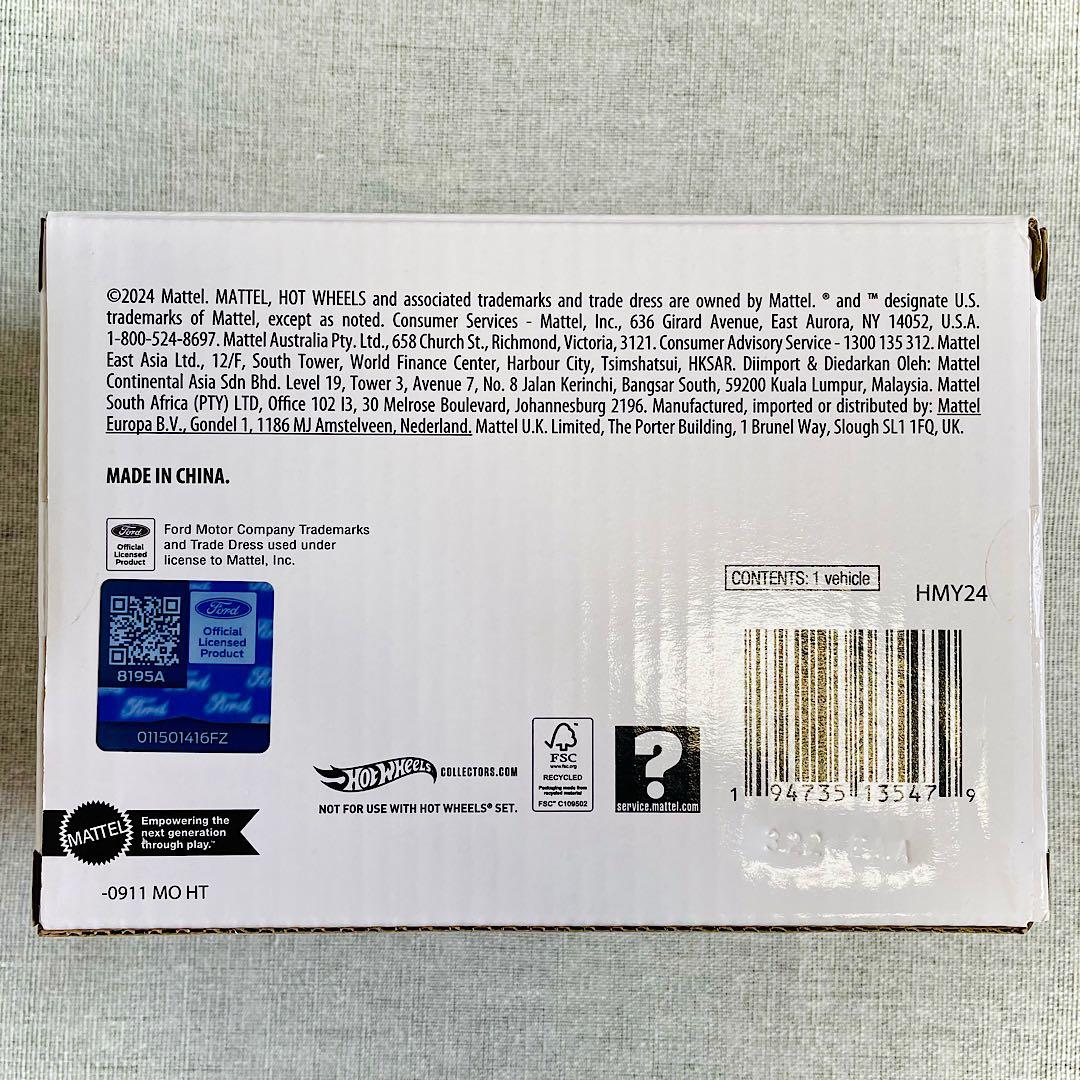 ©2024 Mattel. MATTEL, HOT WHEELS and associated trademarks and trade dress are owned by Mattel. ® and ™ designate U.S.
trademarks of Mattel, except as noted. Consumer Services - Mattel, Inc., 636 Girard Avenue, East Aurora, NY 14052, U.S.A.
1-800-524-8697. Mattel Australia Pty. Ltd., 658 Church St., Richmond, Victoria, 3121. Consumer Advisory Service - 1300 135 312. Mattel
East Asia Ltd., 12/F, South Tower, World Finance Center, Harbour City, Tsimshatsui, HKSAR. Diimport & Diedarkan Oleh: Mattel
Continental Asia Sdn Bhd. Level 19, Tower 3, Avenue 7, No. 8 Jalan Kerinchi, Bangsar South, 59200 Kuala Lumpur, Malaysia. Mattel
South Africa (PTY) LTD, Office 102 I3, 30 Melrose Boulevard, Johannesburg 2196. Manufactured, imported or distributed by: Mattel
Europa B.V., Gondel 1, 1186 MJ Amstelveen, Nederland. Mattel U.K. Limited, The Porter Building, 1 Brunel Way, Slough SL1 1FQ, UK.
MADE IN CHINA.
Ford
Official
Licensed
Product
Ford Motor Company Trademarks
and Trade Dress used under
license to Mattel, Inc.
Ford
Official
Licensed
Product
8195A
Ford Ford
011501416FZ
CONTENTS: 1 vehicle
HMY24
HOT WHEELS COLLECTORS.COM
NOT FOR USE WITH HOT WHEELS® SET.
FSC
www.fsc.org
RECYCLED
Packaging made from
recycled material
FSC™ C109502
?
service.mattel.com
1 94735 13547 9
MATTEL
Empowering the
next generation
through play.™
-0911 MO HT